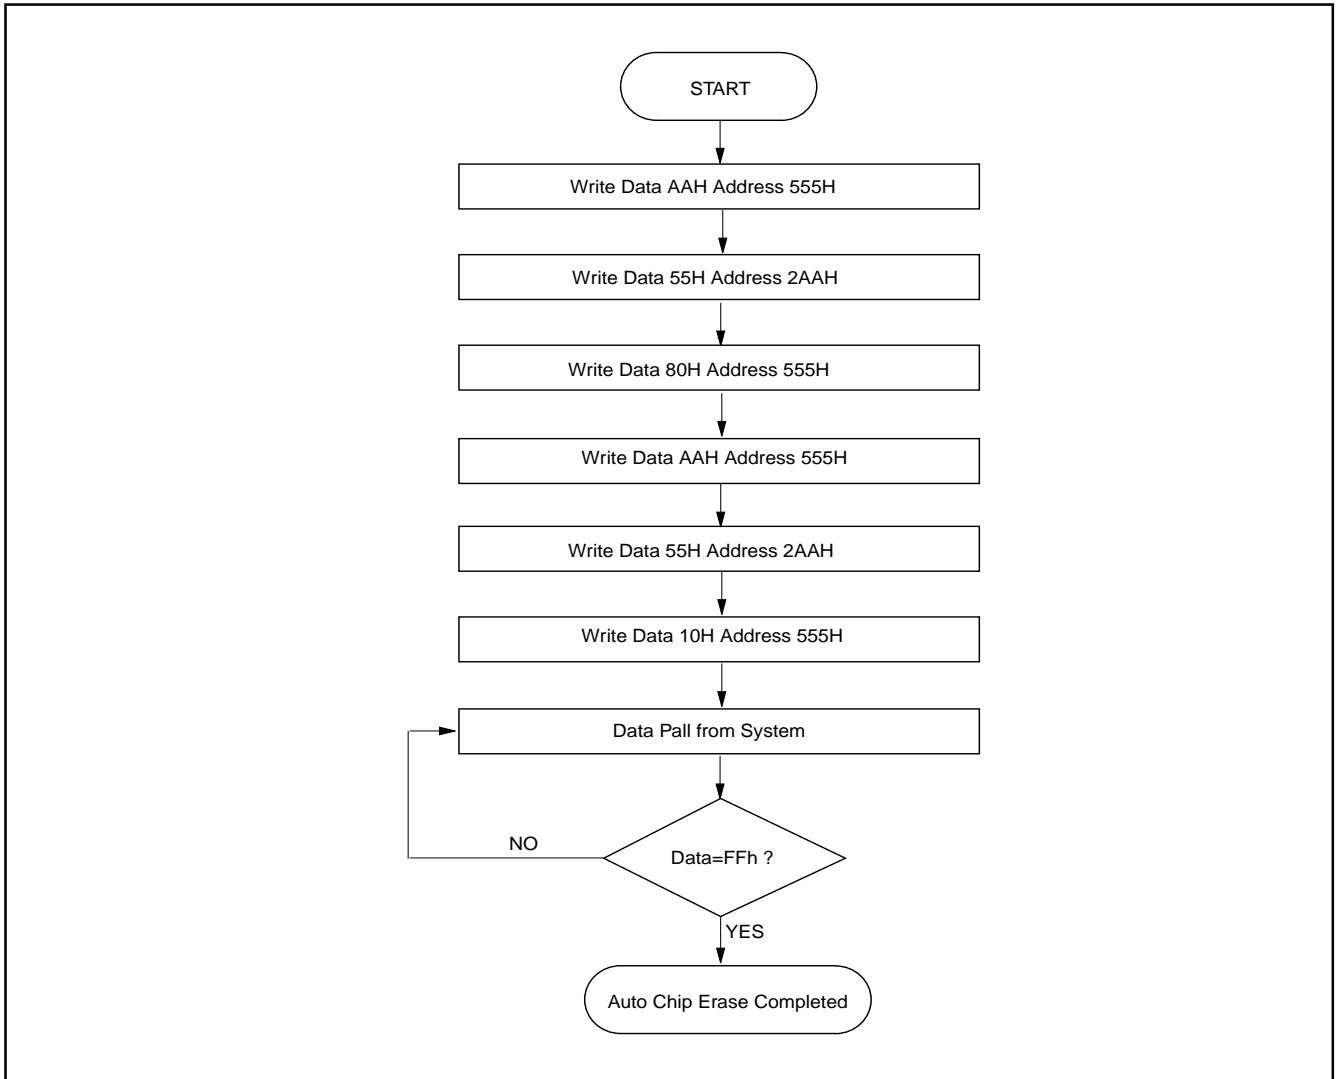 START
Write Data AAH Address 555H
Write Data 55H Address 2AAH
Write Data 80H Address 555H
Write Data AAH Address 555H
Write Data 55H Address 2AAH
Write Data 10H Address 555H
Data Pall from System
NO
Data=FFh ?
YES
Auto Chip Erase Completed